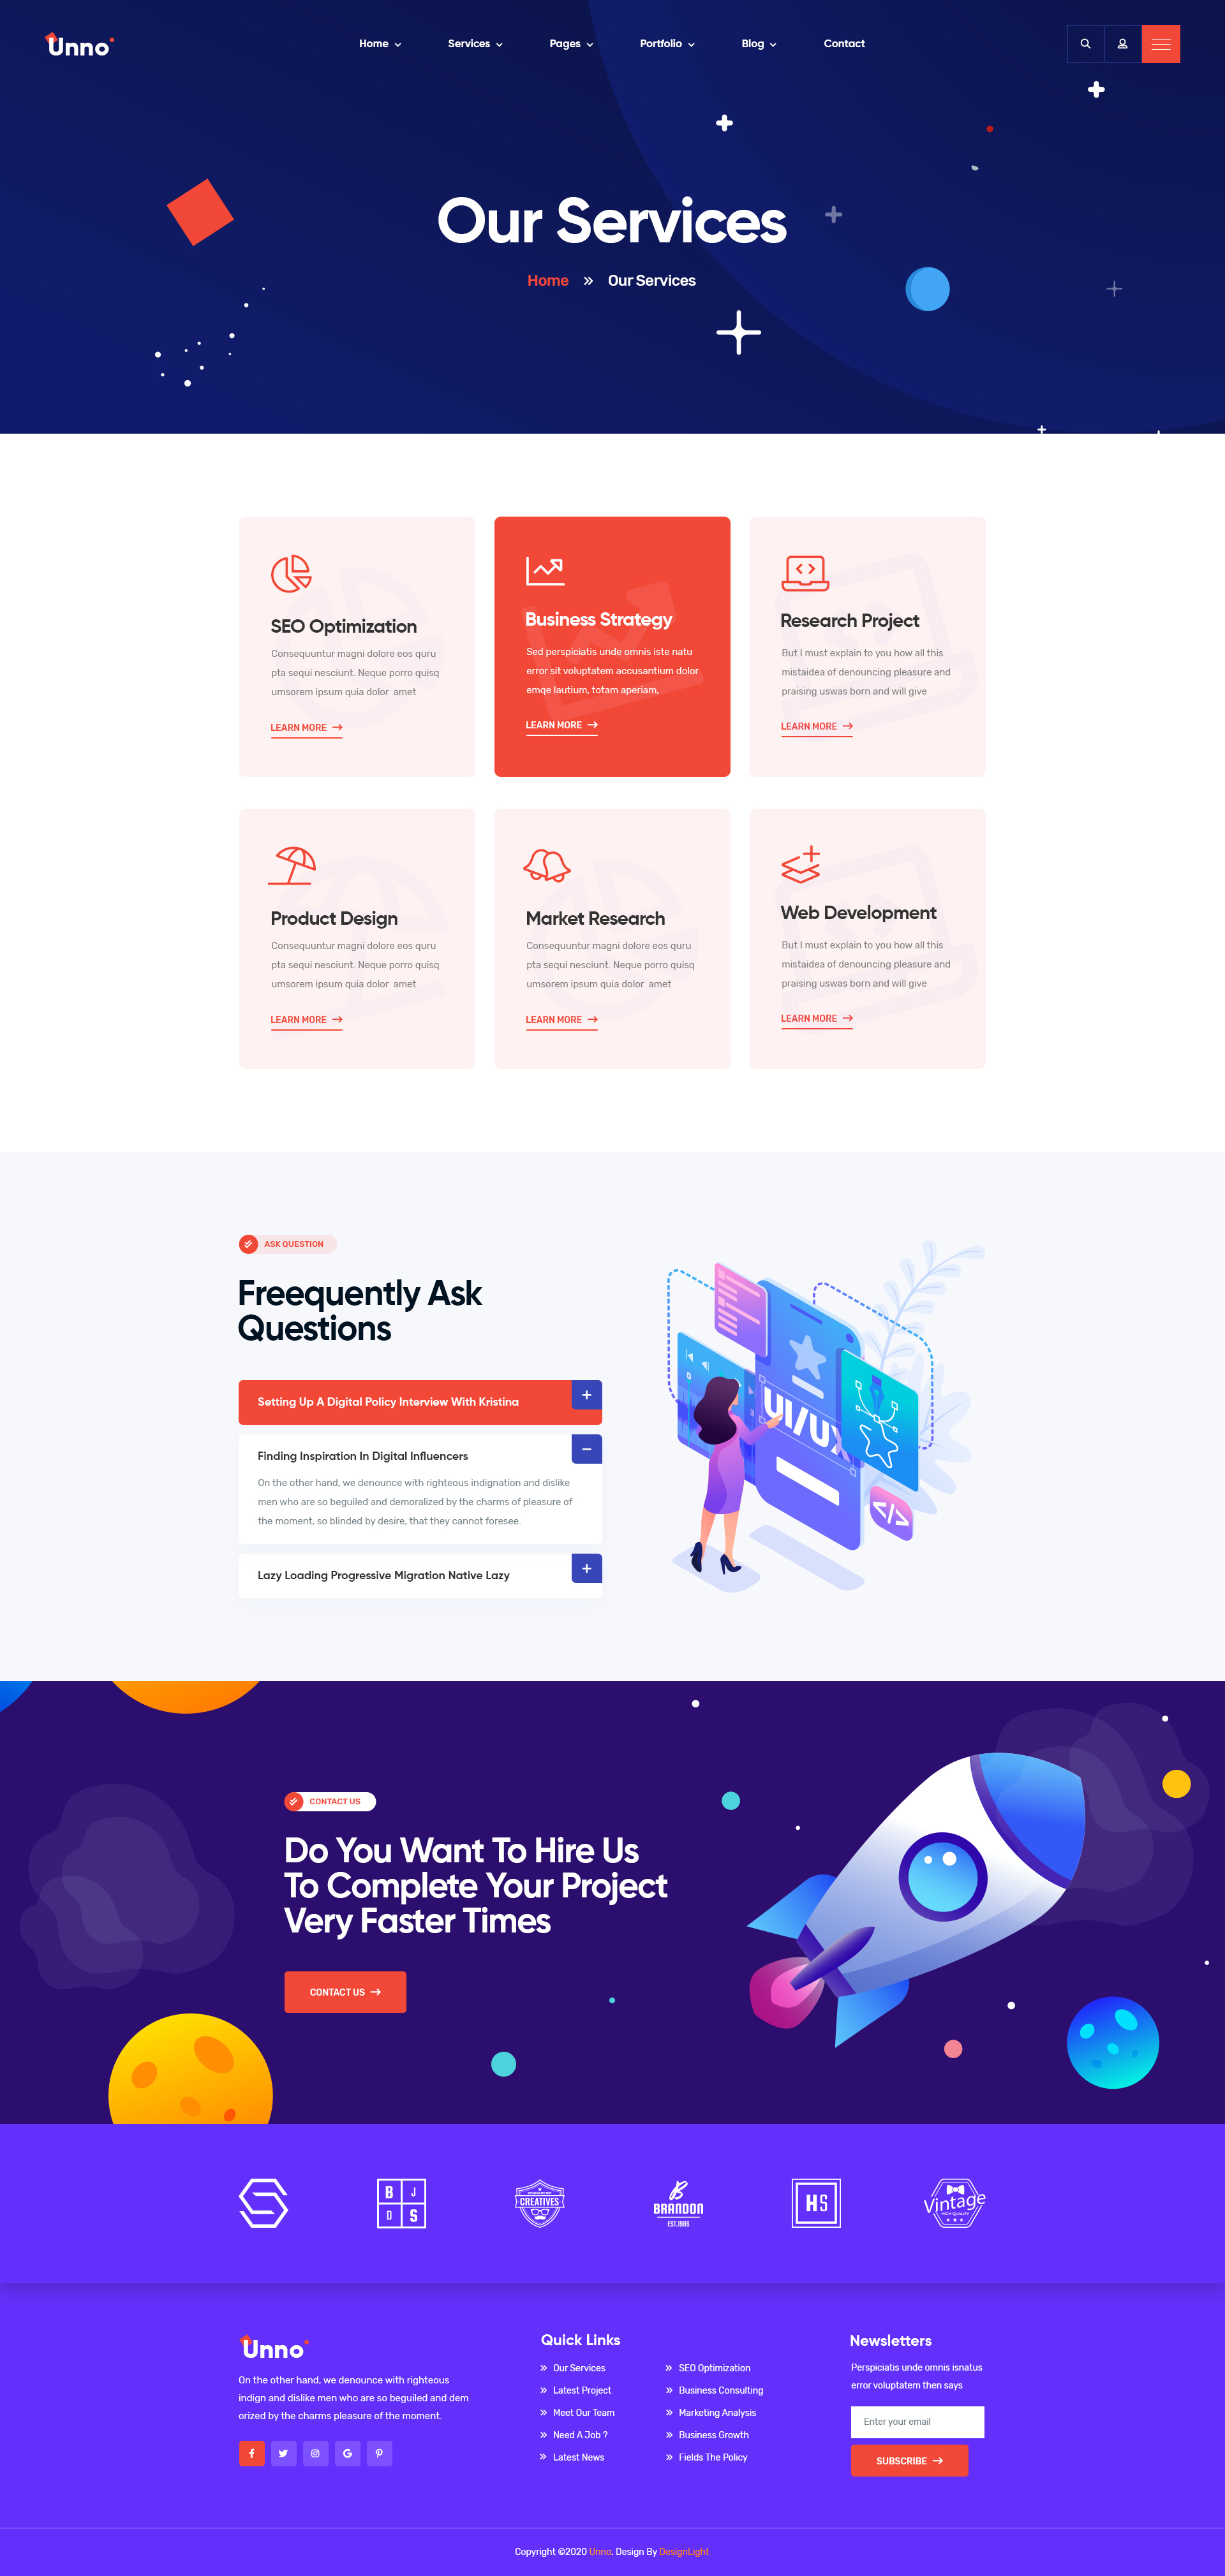 Unno
Home
Services
Pages
Portfolio
Blog
Contact
Our Services
Home » Our Services
SEO Optimization
Consequuntur magni dolore eos quru
pta sequi nesciunt. Neque porro quisq
umsorem ipsum quia dolor amet
LEARN MORE
Business Strategy
Sed perspiciatis unde omnis iste natu
error sit voluptatem accusantium dolor
emqe lautium, totam aperiam,
LEARN MORE
Research Project
But I must explain to you how all this
mistaidea of denouncing pleasure and
praising uswas born and will give
LEARN MORE
Product Design
Consequuntur magni dolore eos quru
pta sequi nesciunt. Neque porro quisq
umsorem ipsum quia dolor amet
LEARN MORE
Market Research
Consequuntur magni dolore eos quru
pta sequi nesciunt. Neque porro quisq
umsorem ipsum quia dolor amet
LEARN MORE
Web Development
But I must explain to you how all this
mistaidea of denouncing pleasure and
praising uswas born and will give
LEARN MORE
ASK QUESTION
Freequently Ask
Questions
Setting Up A Digital Policy Interview With Kristina
Finding Inspiration In Digital Influencers
On the other hand, we denounce with righteous indignation and dislike
men who are so beguiled and demoralized by the charms of pleasure of
the moment, so blinded by desire, that they cannot foresee.
Lazy Loading Progressive Migration Native Lazy
UI/UX
</>
CONTACT US
Do You Want To Hire Us
To Complete Your Project
Very Faster Times
CONTACT US
B J
D S
CREATIVES
BRANDON
EST.1986
HS
Vintage
HIGH QUALITY
Unno
On the other hand, we denounce with righteous
indign and dislike men who are so beguiled and dem
orized by the charms pleasure of the moment.
Quick Links
Our Services
Latest Project
Meet Our Team
Need A Job ?
Latest News
SEO Optimization
Business Consulting
Marketing Analysis
Business Growth
Fields The Policy
Newsletters
Perspiciatis unde omnis isnatus
error voluptatem then says
Enter your email
SUBSCRIBE
Copyright ©2020 Unno. Design By DesignLight